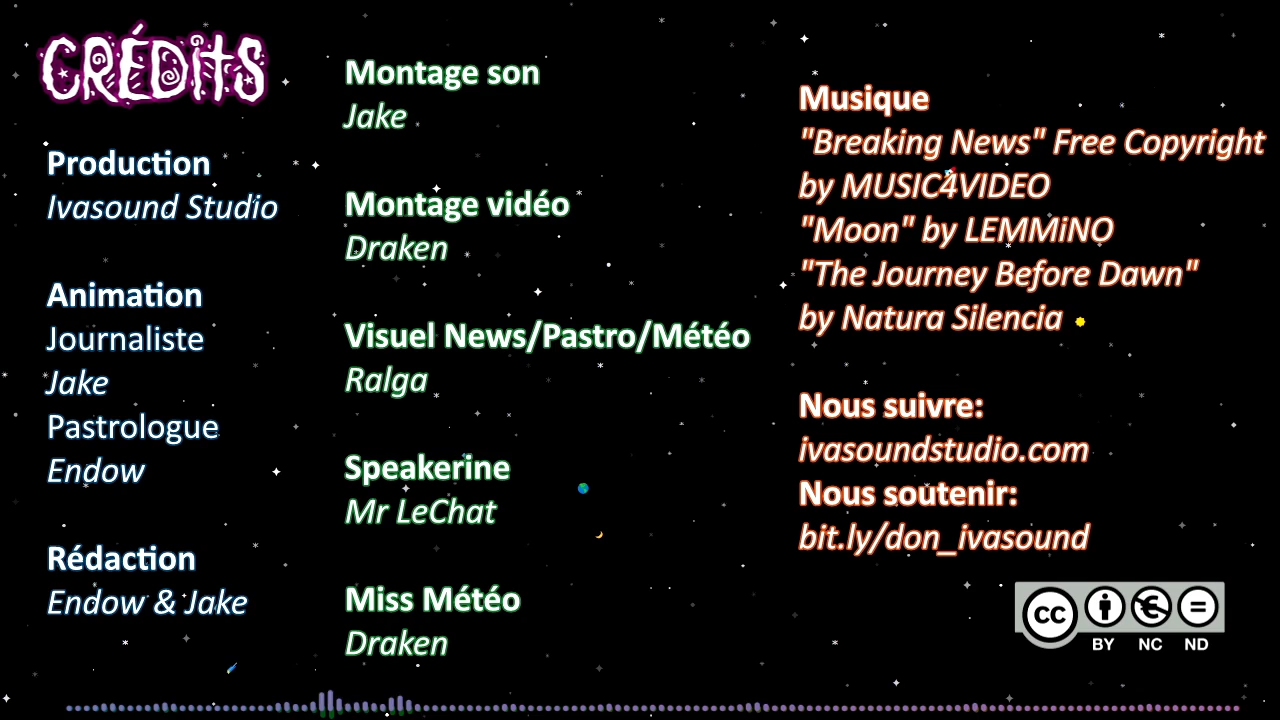 CRÉDITS
Production
Ivasound Studio
Animation
Journaliste
Jake
Pastrologue
Endow
Rédaction
Endow & Jake
Montage son
Jake
Montage vidéo
Draken
Visuel News/Pastro/Météo
Ralga
Speakerine
Mr LeChat
Miss Météo
Draken
Musique
"Breaking News" Free Copyright
by MUSIC4VIDEO
"Moon" by LEMMiNO
"The Journey Before Dawn"
by Natura Silencia
Nous suivre:
ivasoundstudio.com
Nous soutenir:
bit.ly/don_ivasound
cc
BY NC ND